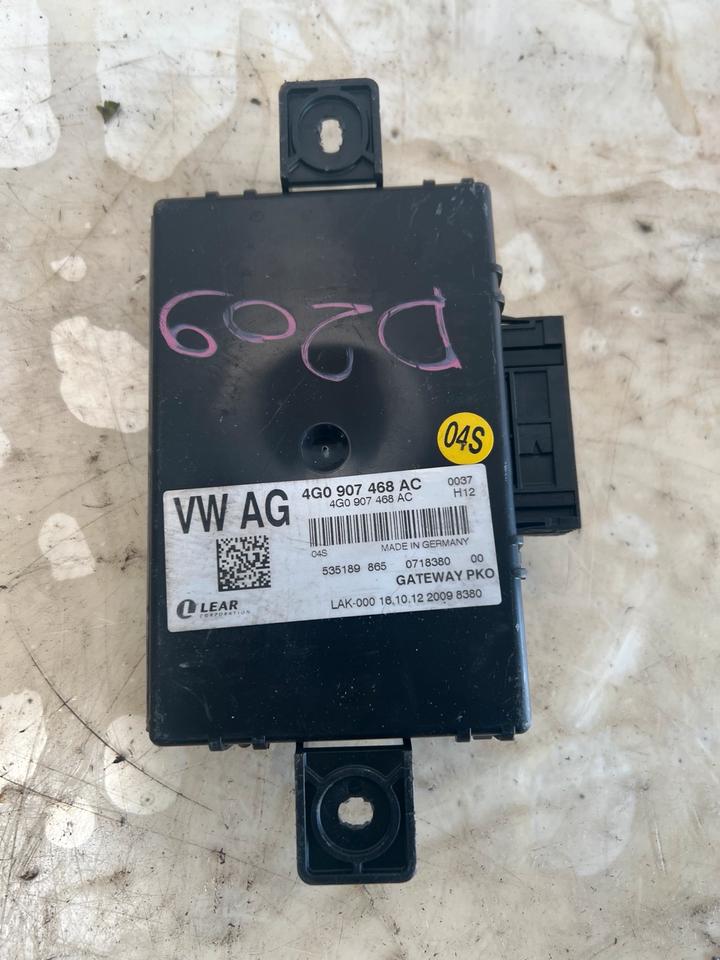 D209
04S
VW AG
4G0 907 468 AC
0037
4G0 907 468 AC
H12
04S
MADE IN GERMANY
535189 865 0718380 00
GATEWAY PKO
LEAR
CORPORATION
LAK-000 16.10.12 2009 8380